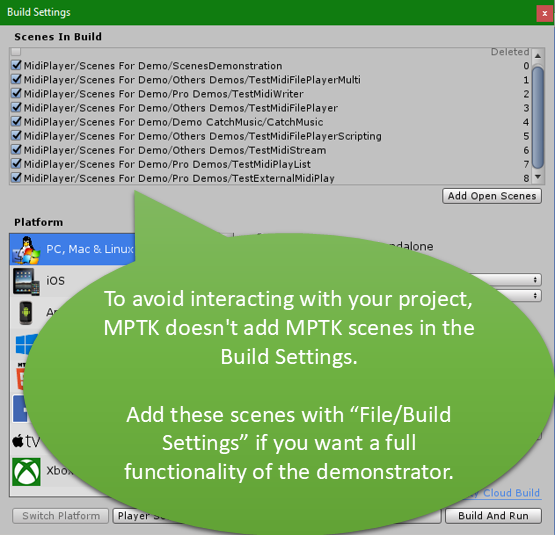 Build Settings
x
Scenes In Build
Deleted
MidiPlayer/Scenes For Demo/ScenesDemonstration 0
MidiPlayer/Scenes For Demo/Others Demos/TestMidiFilePlayerMulti 1
MidiPlayer/Scenes For Demo/Pro Demos/TestMidiWriter 2
MidiPlayer/Scenes For Demo/Others Demos/TestMidiFilePlayer 3
MidiPlayer/Scenes For Demo/Demo CatchMusic/CatchMusic 4
MidiPlayer/Scenes For Demo/Others Demos/TestMidiFilePlayerScripting 5
MidiPlayer/Scenes For Demo/Others Demos/TestMidiStream 6
MidiPlayer/Scenes For Demo/Pro Demos/TestMidiPlayList 7
MidiPlayer/Scenes For Demo/Pro Demos/TestExternalMidiPlay 8
Add Open Scenes
Platform
PC, Mac & Linux
iOS
To avoid interacting with your project,
MPTK doesn't add MPTK scenes in the
Build Settings.
Add these scenes with “File/Build
Settings” if you want a full
functionality of the demonstrator.
tv
Xbo
Cloud Build
Switch Platform
Player
Build And Run